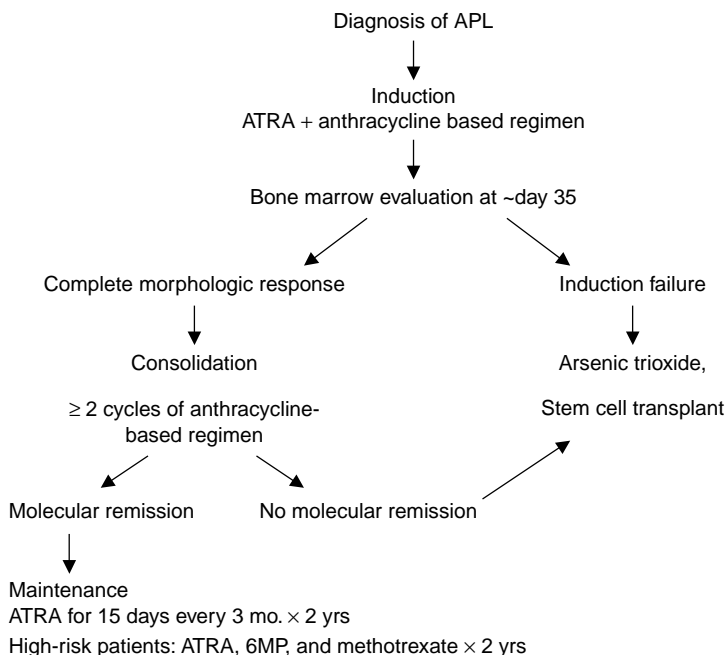 Diagnosis of APL
Induction
ATRA + anthracycline based regimen
Bone marrow evaluation at ~day 35
Complete morphologic response
Induction failure
Consolidation
Arsenic trioxide,
≥ 2 cycles of anthracycline-
based regimen
Stem cell transplant
Molecular remission
No molecular remission
Maintenance
ATRA for 15 days every 3 mo. × 2 yrs
High-risk patients: ATRA, 6MP, and methotrexate × 2 yrs